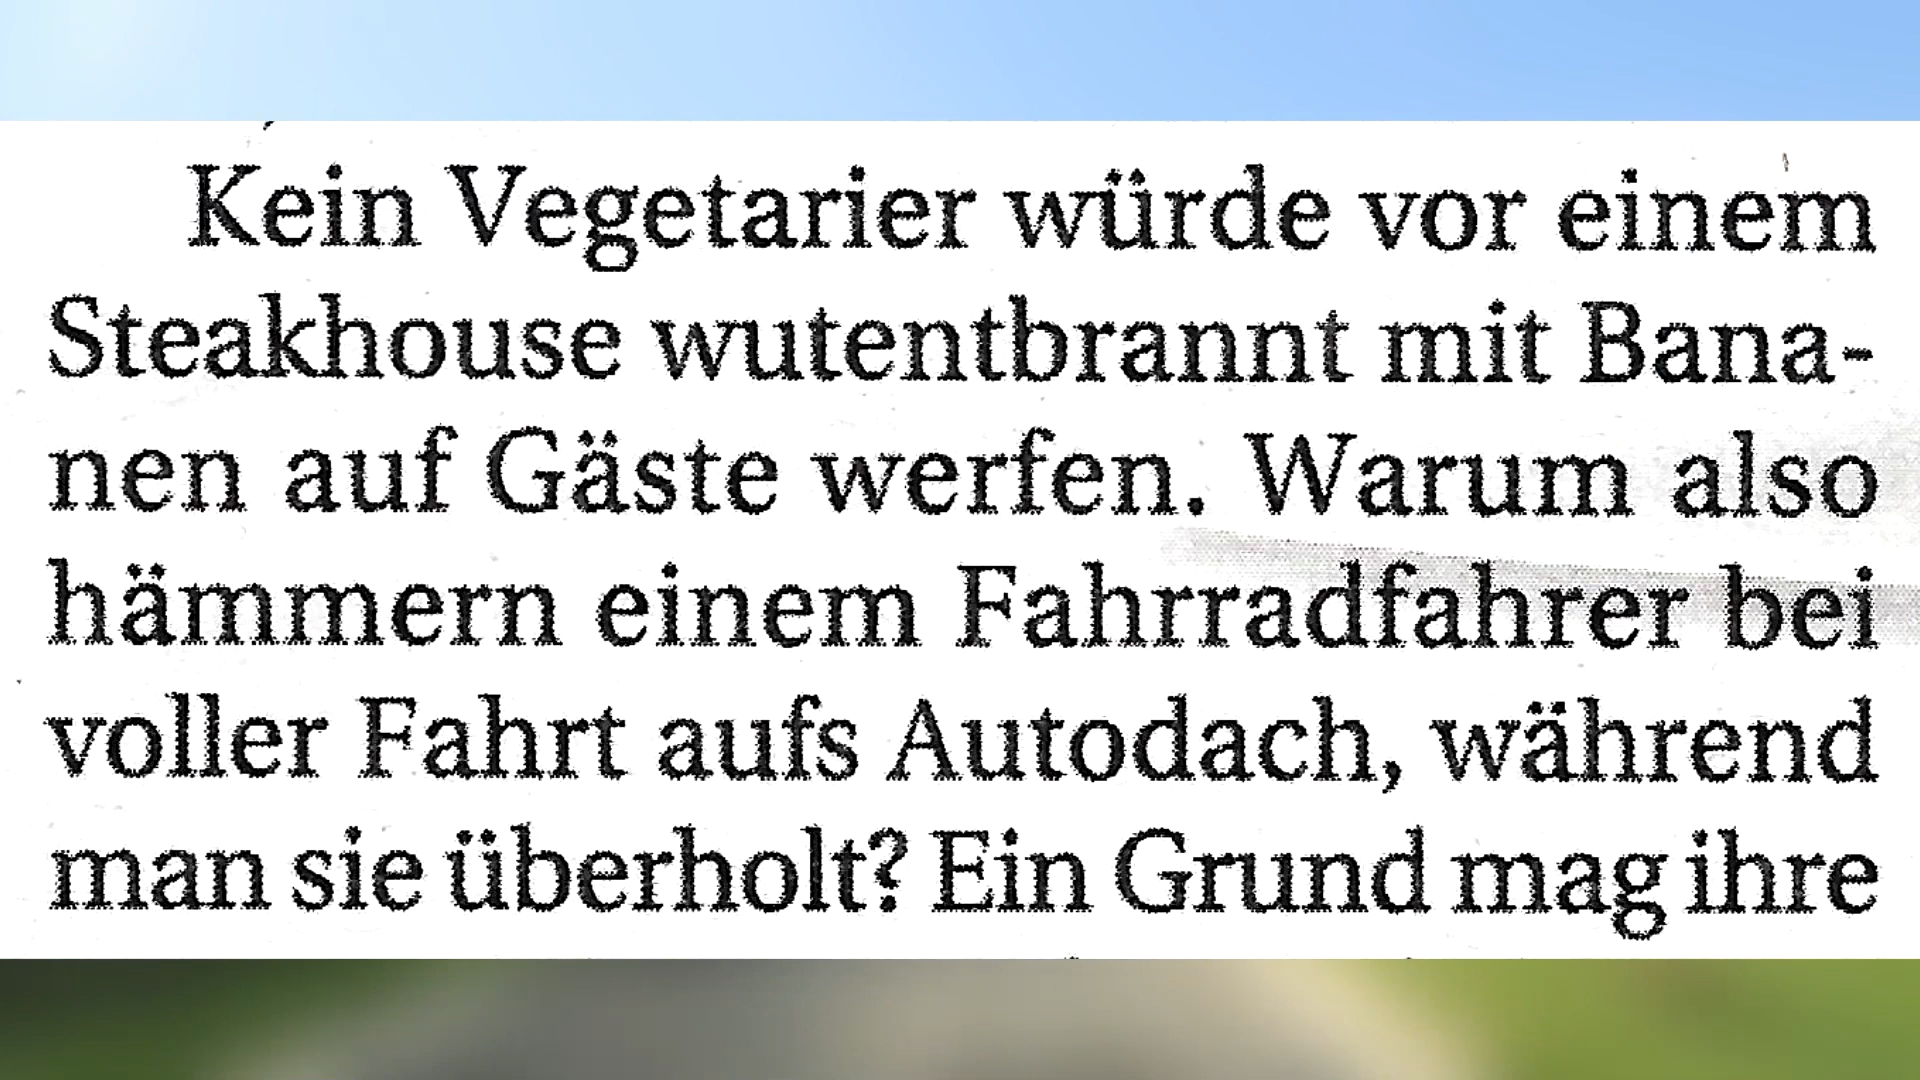 Kein Vegetarier würde vor einem
Steakhouse wutentbrannt mit Bana-
nen auf Gäste werfen. Warum also
hämmern einem Fahrradfahrer bei
voller Fahrt aufs Autodach, während
man sie überholt? Ein Grund mag ihre